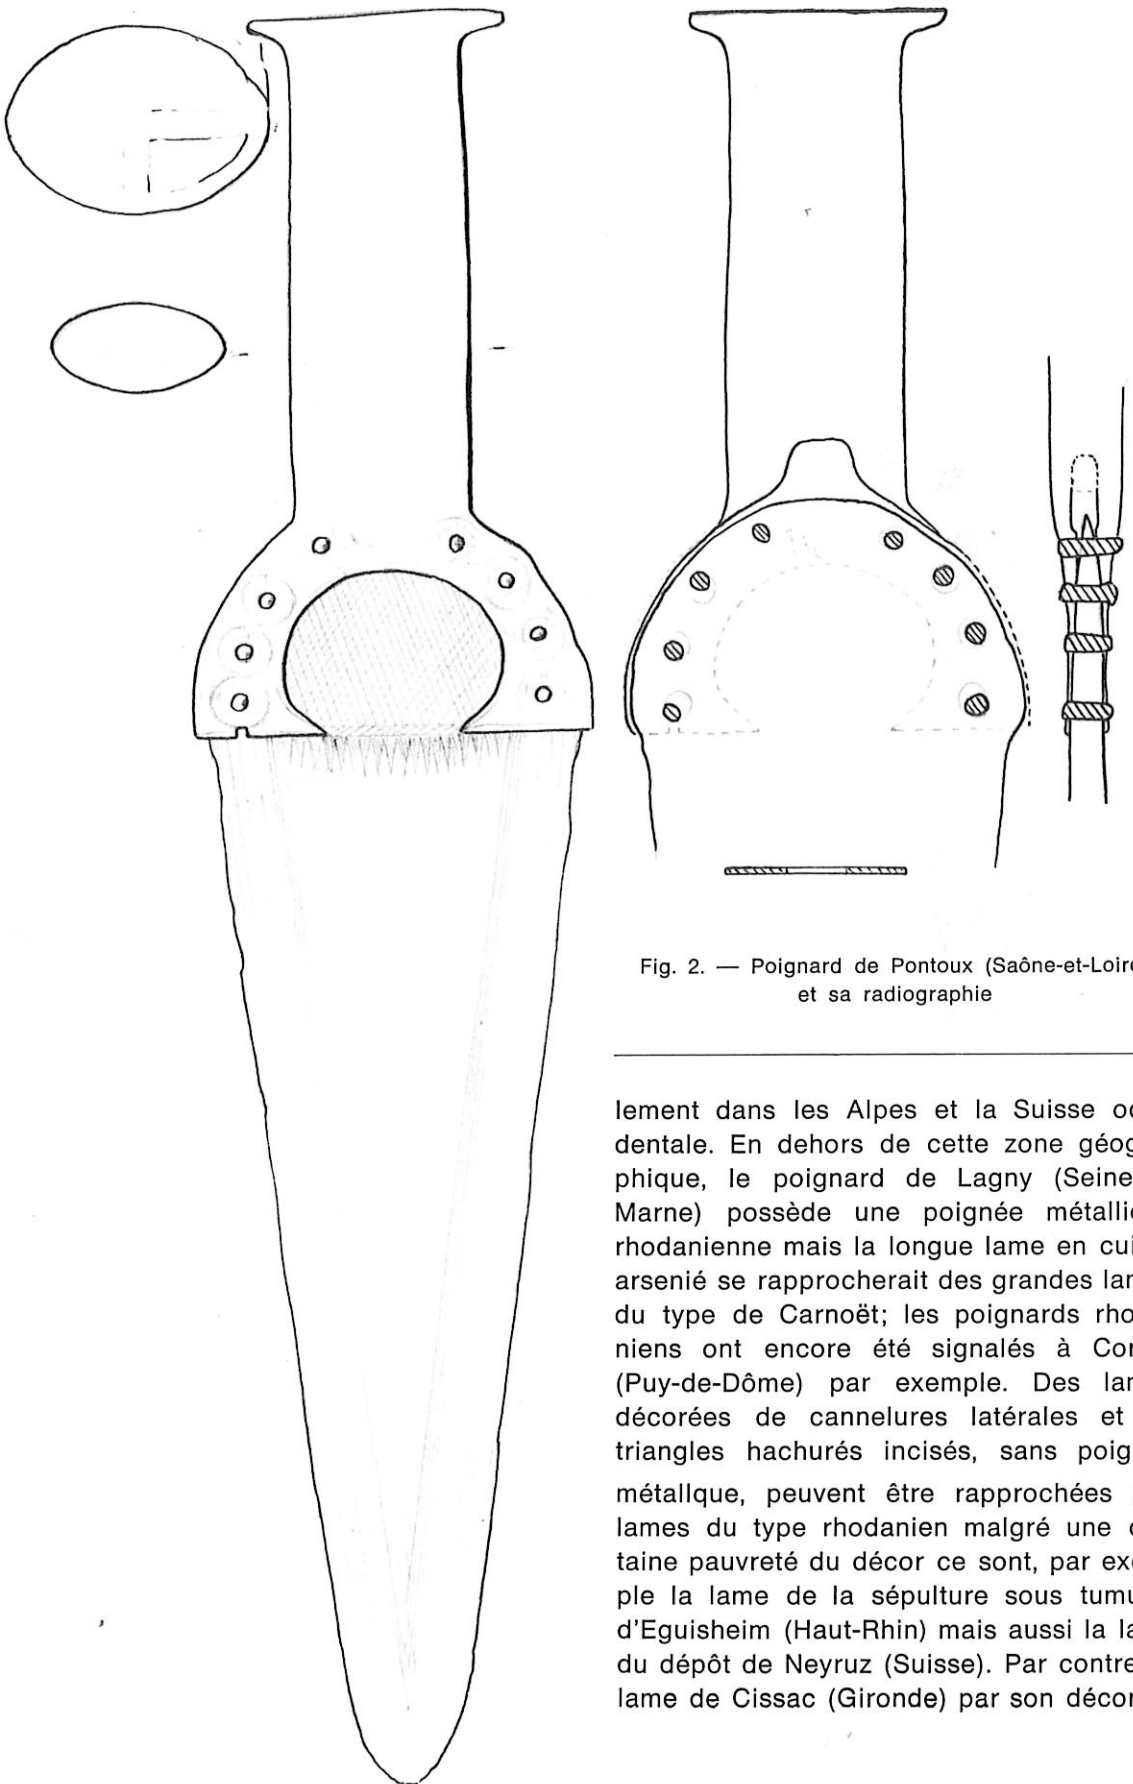 Fig. 2. — Poignard de Pontoux (Saône-et-Loire
et sa radiographie
lement dans les Alpes et la Suisse oc
dentale. En dehors de cette zone géog
phique, le poignard de Lagny (Seine
Marne) possède une poignée métalli
rhodanienne mais la longue lame en cui
arsenié se rapprocherait des grandes lar
du type de Carnoët; les poignards rho
niens ont encore été signalés à Cor
(Puy-de-Dôme) par exemple. Des lar
décorées de cannelures latérales et
triangles hachurés incisés, sans poig
métallque, peuvent être rapprochées
lames du type rhodanien malgré une
taine pauvreté du décor ce sont, par exe
ple la lame de la sépulture sous tumu
d'Eguisheim (Haut-Rhin) mais aussi la la
du dépôt de Neyruz (Suisse). Par contre
lame de Cissac (Gironde) par son décor